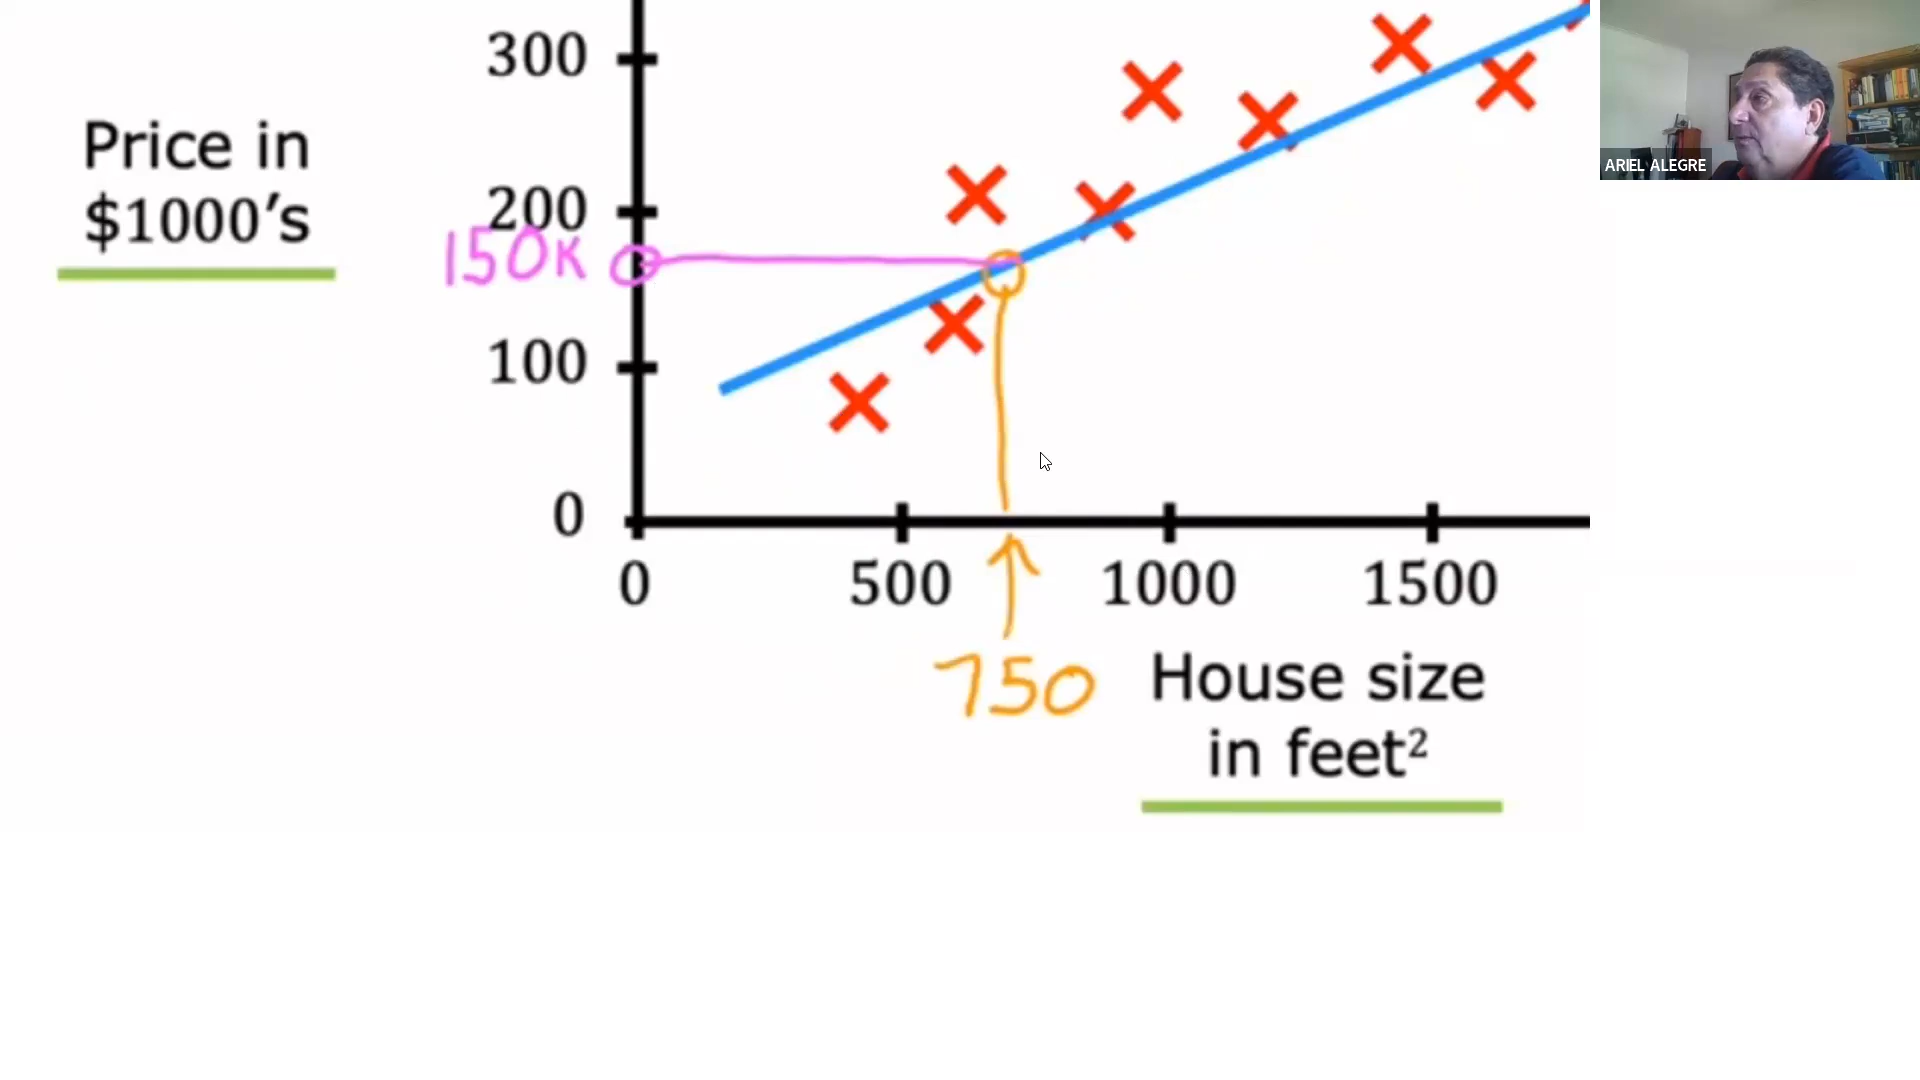 300
Price in
$1000's
200
150K
100
0
0 500 1000 1500
750
House size
in feet²
ARIEL ALEGRE